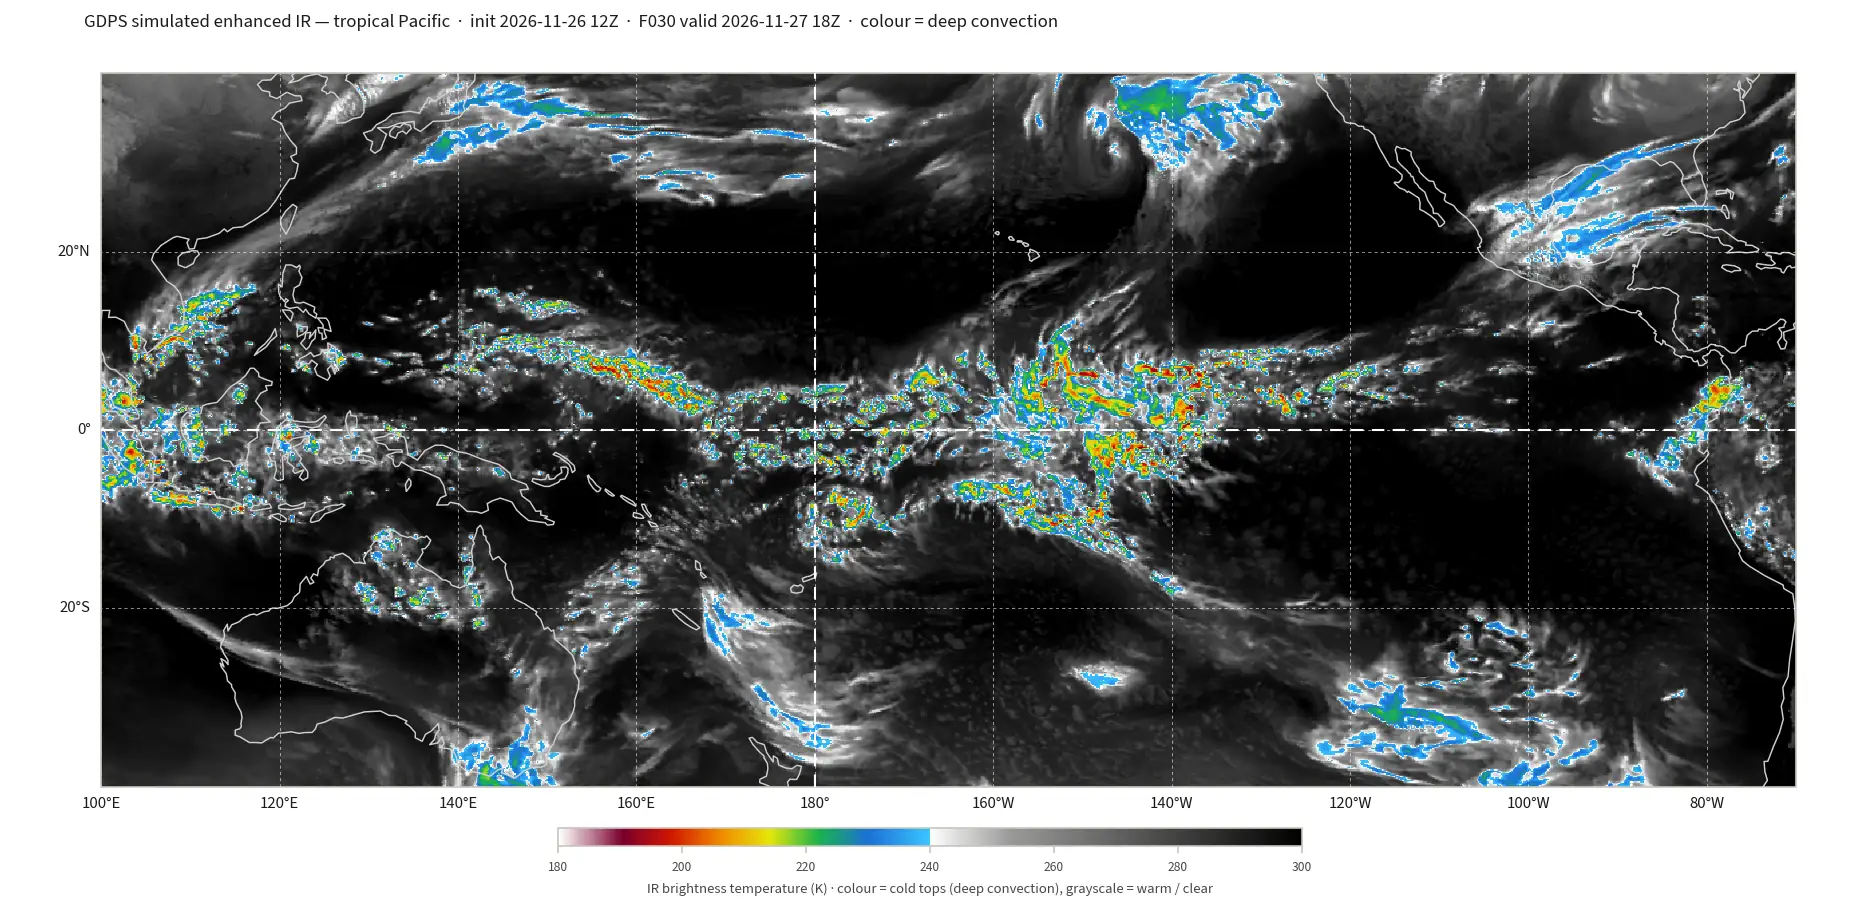 GDPS simulated enhanced IR — tropical Pacific · init 2026-11-26 12Z · F030 valid 2026-11-27 18Z · colour = deep convection
20°N
0°
20°S
100°E 120°E 140°E 160°E 180° 160°W 140°W 120°W 100°W 80°W
180 200 220 240 260 280 300
IR brightness temperature (K) · colour = cold tops (deep convection), grayscale = warm / clear